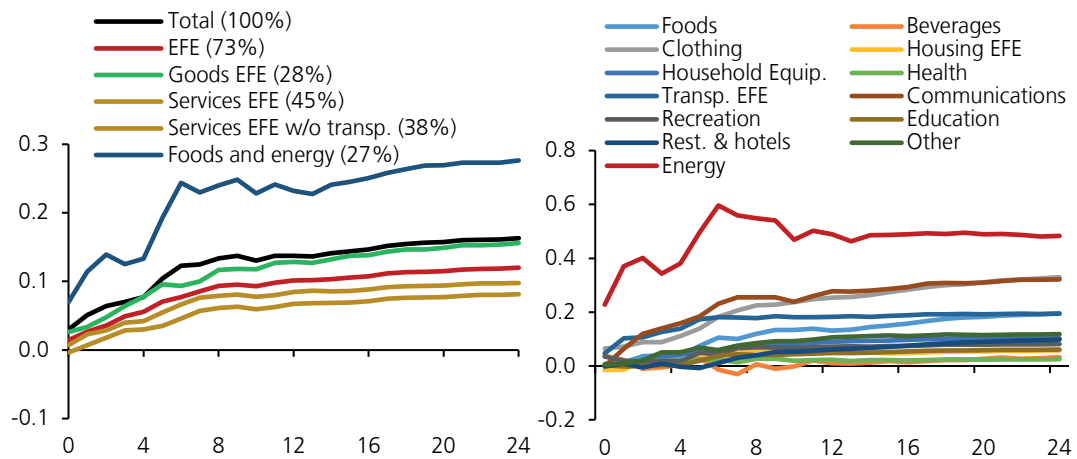 Total (100%)
EFE (73%)
Goods EFE (28%)
Services EFE (45%)
Services EFE w/o transp. (38%)
Foods and energy (27%)
0.3
0.2
0.1
0.0
-0.1
0 4 8 12 16 20 24
Foods Beverages
Clothing Housing EFE
Household Equip. Health
Transp. EFE Communications
Recreation Education
Rest. & hotels Other
Energy
0.8
0.6
0.4
0.2
0.0
-0.2
0 4 8 12 16 20 24